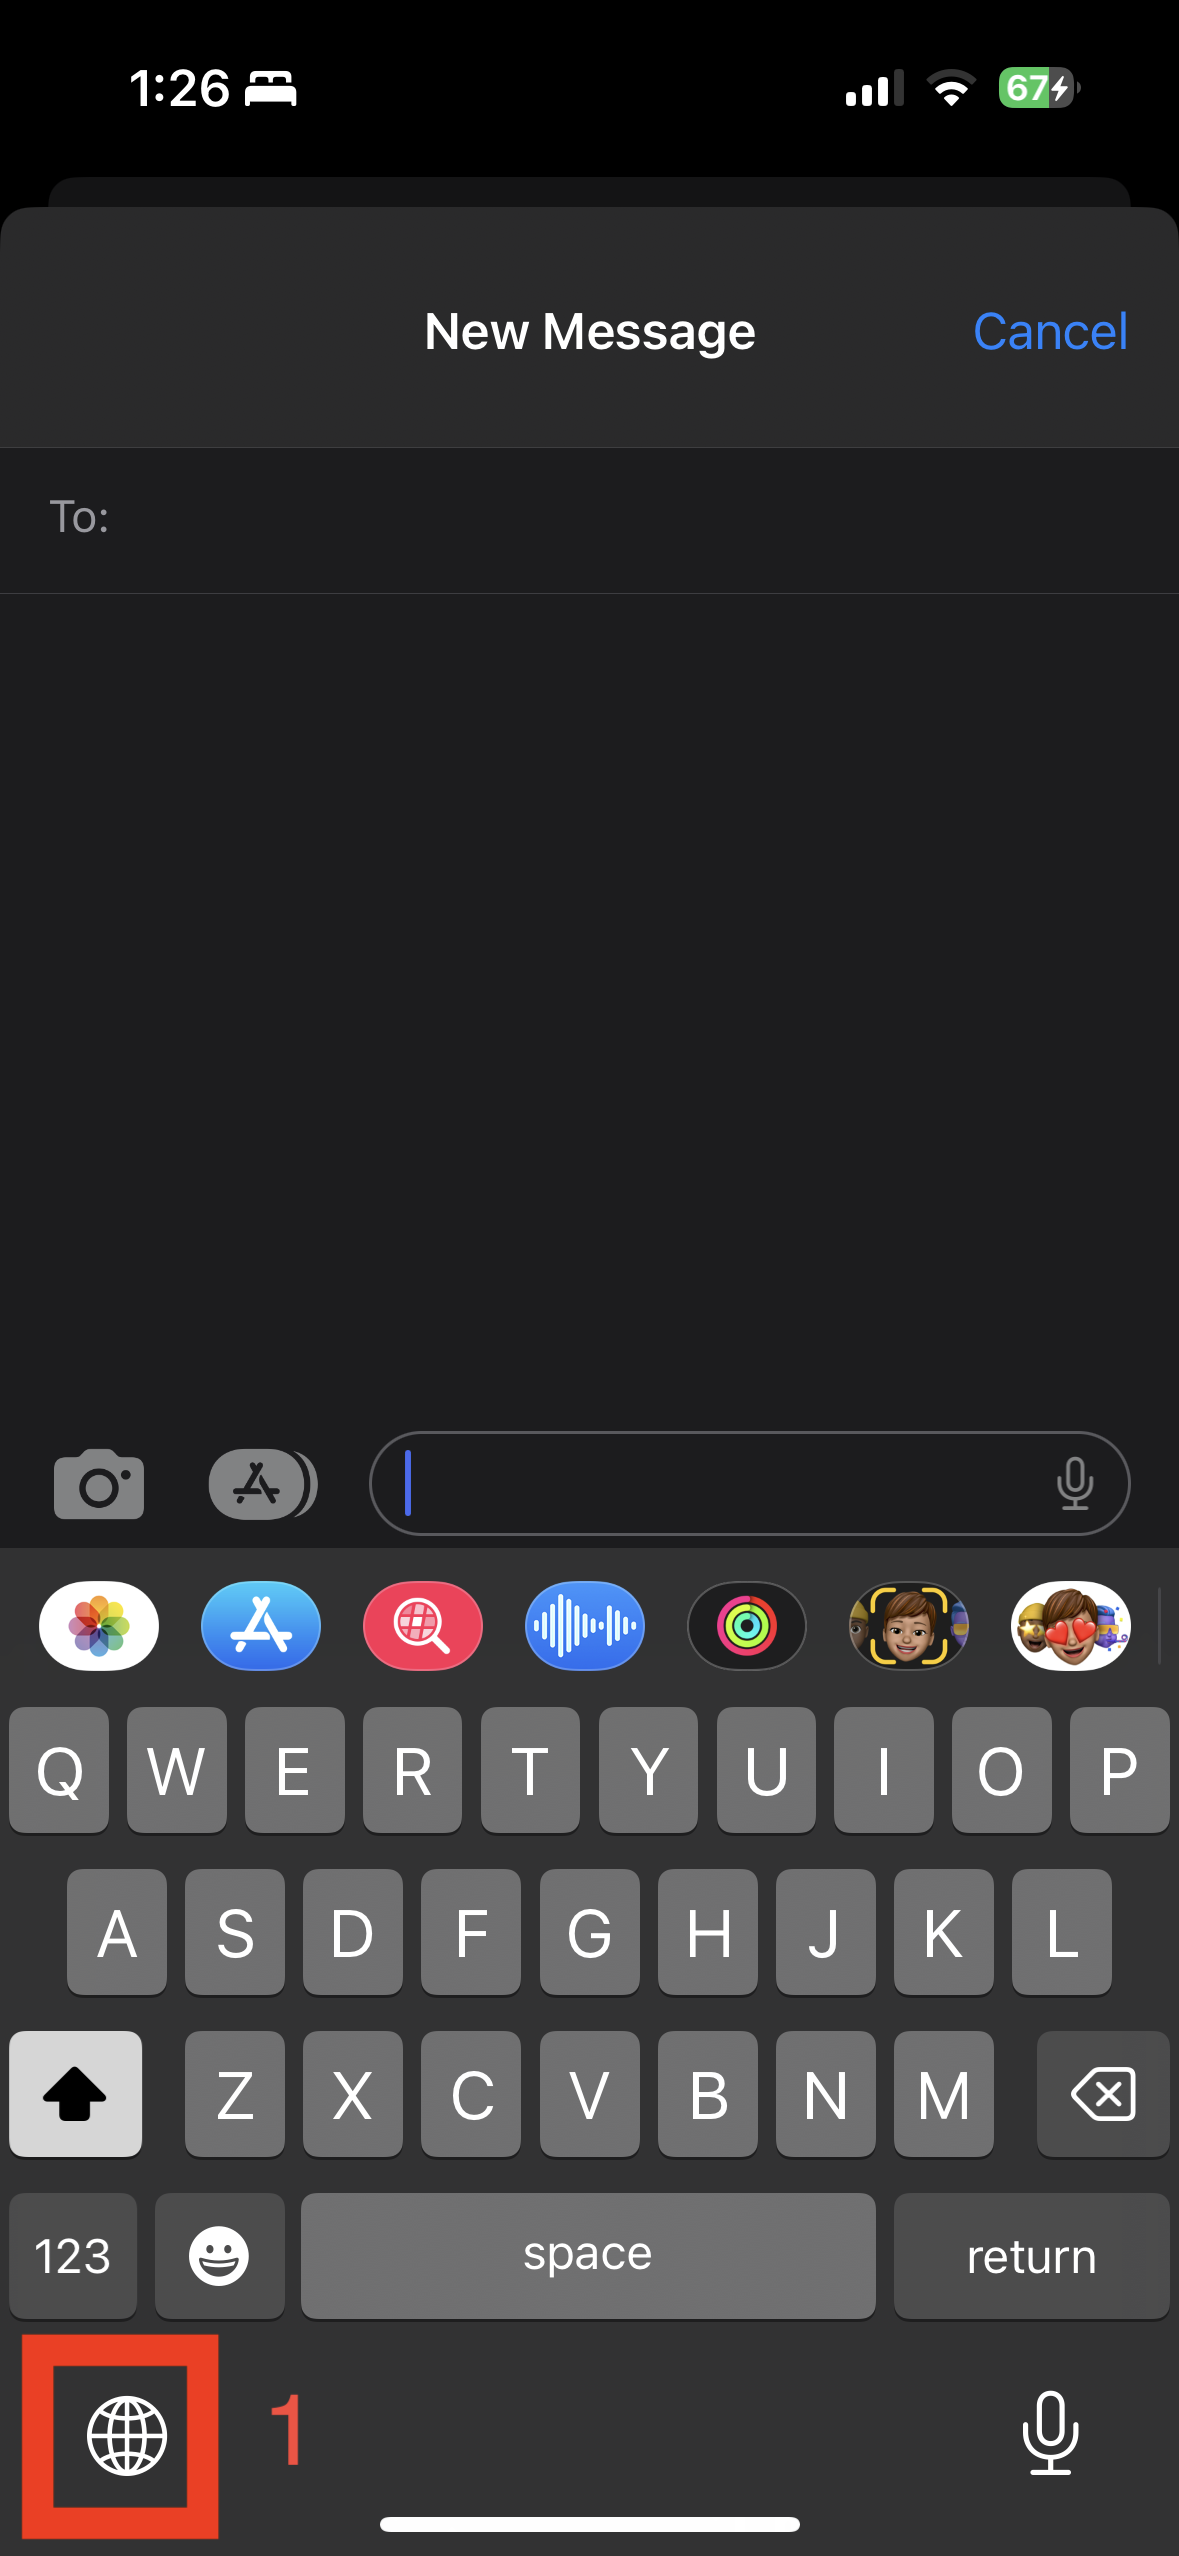 1:26
67
New Message
Cancel
To:
Q W E R T Y U I O P
A S D F G H J K L
Z X C V B N M
123
space
return
1